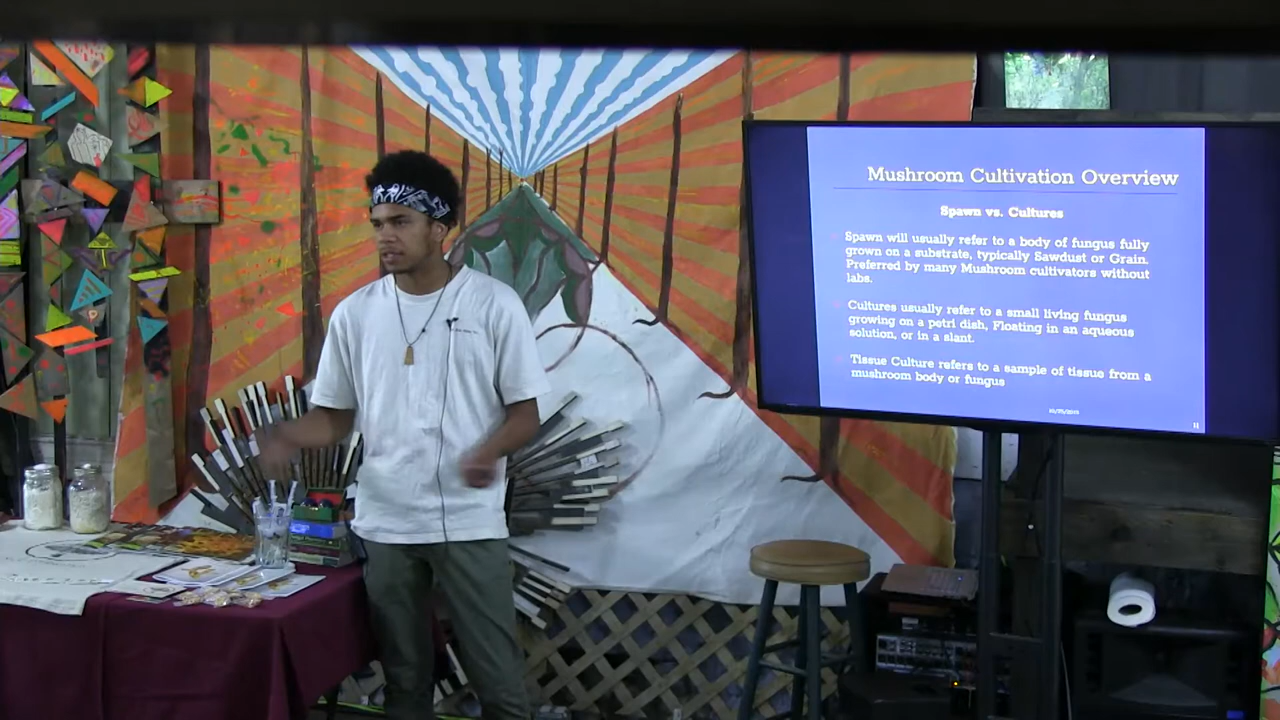 Mushroom Cultivation Overview
Spawn vs. Cultures
Spawn will usually refer to a body of fungus fully
grown on a substrate, typically Sawdust or Grain.
Preferred by many Mushroom cultivators without
labs.
Cultures usually refer to a small living fungus
growing on a petri dish, Floating in an aqueous
solution, or in a slant.
Tissue Culture refers to a sample of tissue from a
mushroom body or fungus
11